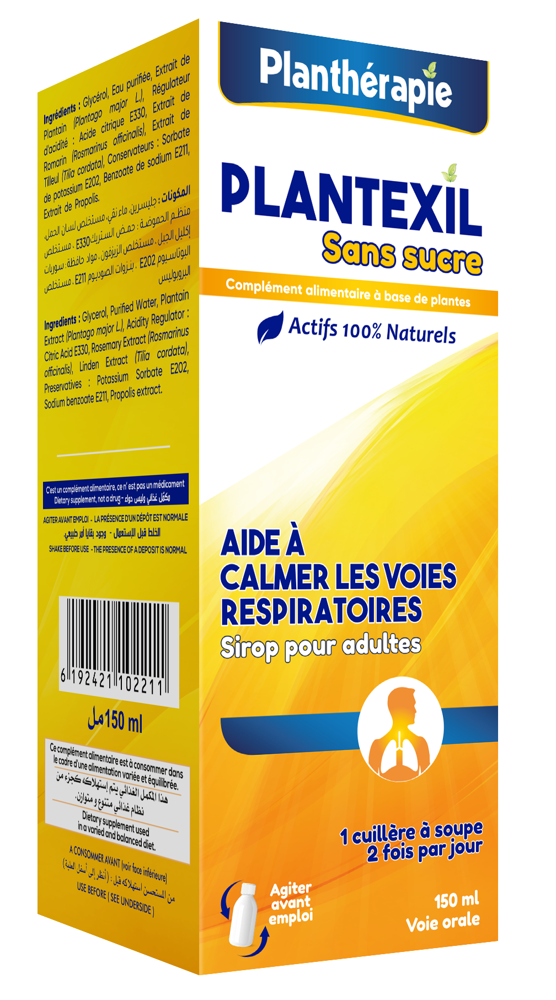 Planthérapie
PLANTEXIL
Sans sucre
Complément alimentaire à base de plantes
Actifs 100% Naturels
AIDE À
CALMER LES VOIES
RESPIRATOIRES
Sirop pour adultes
1 cuillère à soupe
2 fois par jour
Agiter
avant
emploi
150 ml
Voie orale
Ingrédients : Glycérol, Eau purifiée, Extrait de
Plantain (Plantago major L.), Régulateur
d'acidité : Acide citrique E330, Extrait de
Romarin (Rosmarinus officinalis), Extrait de
Tilleul (Tilia cordata), Conservateurs : Sorbate
de potassium E202, Benzoate de sodium E211,
Extrait de Propolis.
المكونات : جليسرين، ماء نقي، مستخلص لسان الحمل،
منظم الحموضة : حمض الستريك E330، مستخلص
إكليل الجبل، مستخلص الزيزفون، مواد حافظة : سوربات
البوتاسيوم E202 ، بنزوات الصوديوم E211 ، مستخلص
البروبوليس
Ingredients : Glycerol, Purified Water, Plantain
Extract (Plantago major L.), Acidity Regulator :
Citric Acid E330, Rosemary Extract (Rosmarinus
officinalis), Linden Extract (Tilia cordata),
Preservatives : Potassium Sorbate E202,
Sodium benzoate E211, Propolis extract.
C'est un complément alimentaire, ce n' est pas un médicament
Dietary supplement, not a drug - مكمّل غذائي وليس دواء
AGITER AVANT EMPLOI - LA PRÉSENCE D'UN DÉPÔT EST NORMALE
الخلط قبل الإستعمال - وجود بقايا أمر طبيعي.
SHAKE BEFORE USE - THE PRESENCE OF A DEPOSIT IS NORMAL
6 192421 102211
150 ml مل
Ce complément alimentaire est à consommer dans
le cadre d'une alimentation variée et équilibrée.
هذا المكمل الغذائي يتم إستهلاكه كجزء من
نظام غذائي متنوع و متوازن.
Dietary supplement used
in a varied and balanced diet.
A CONSOMMER AVANT (voir face inférieure)
من المستحسن استهلاكه قبل : (أنظر إلى أسفل العلبة)
USE BEFORE ( SEE UNDERSIDE )